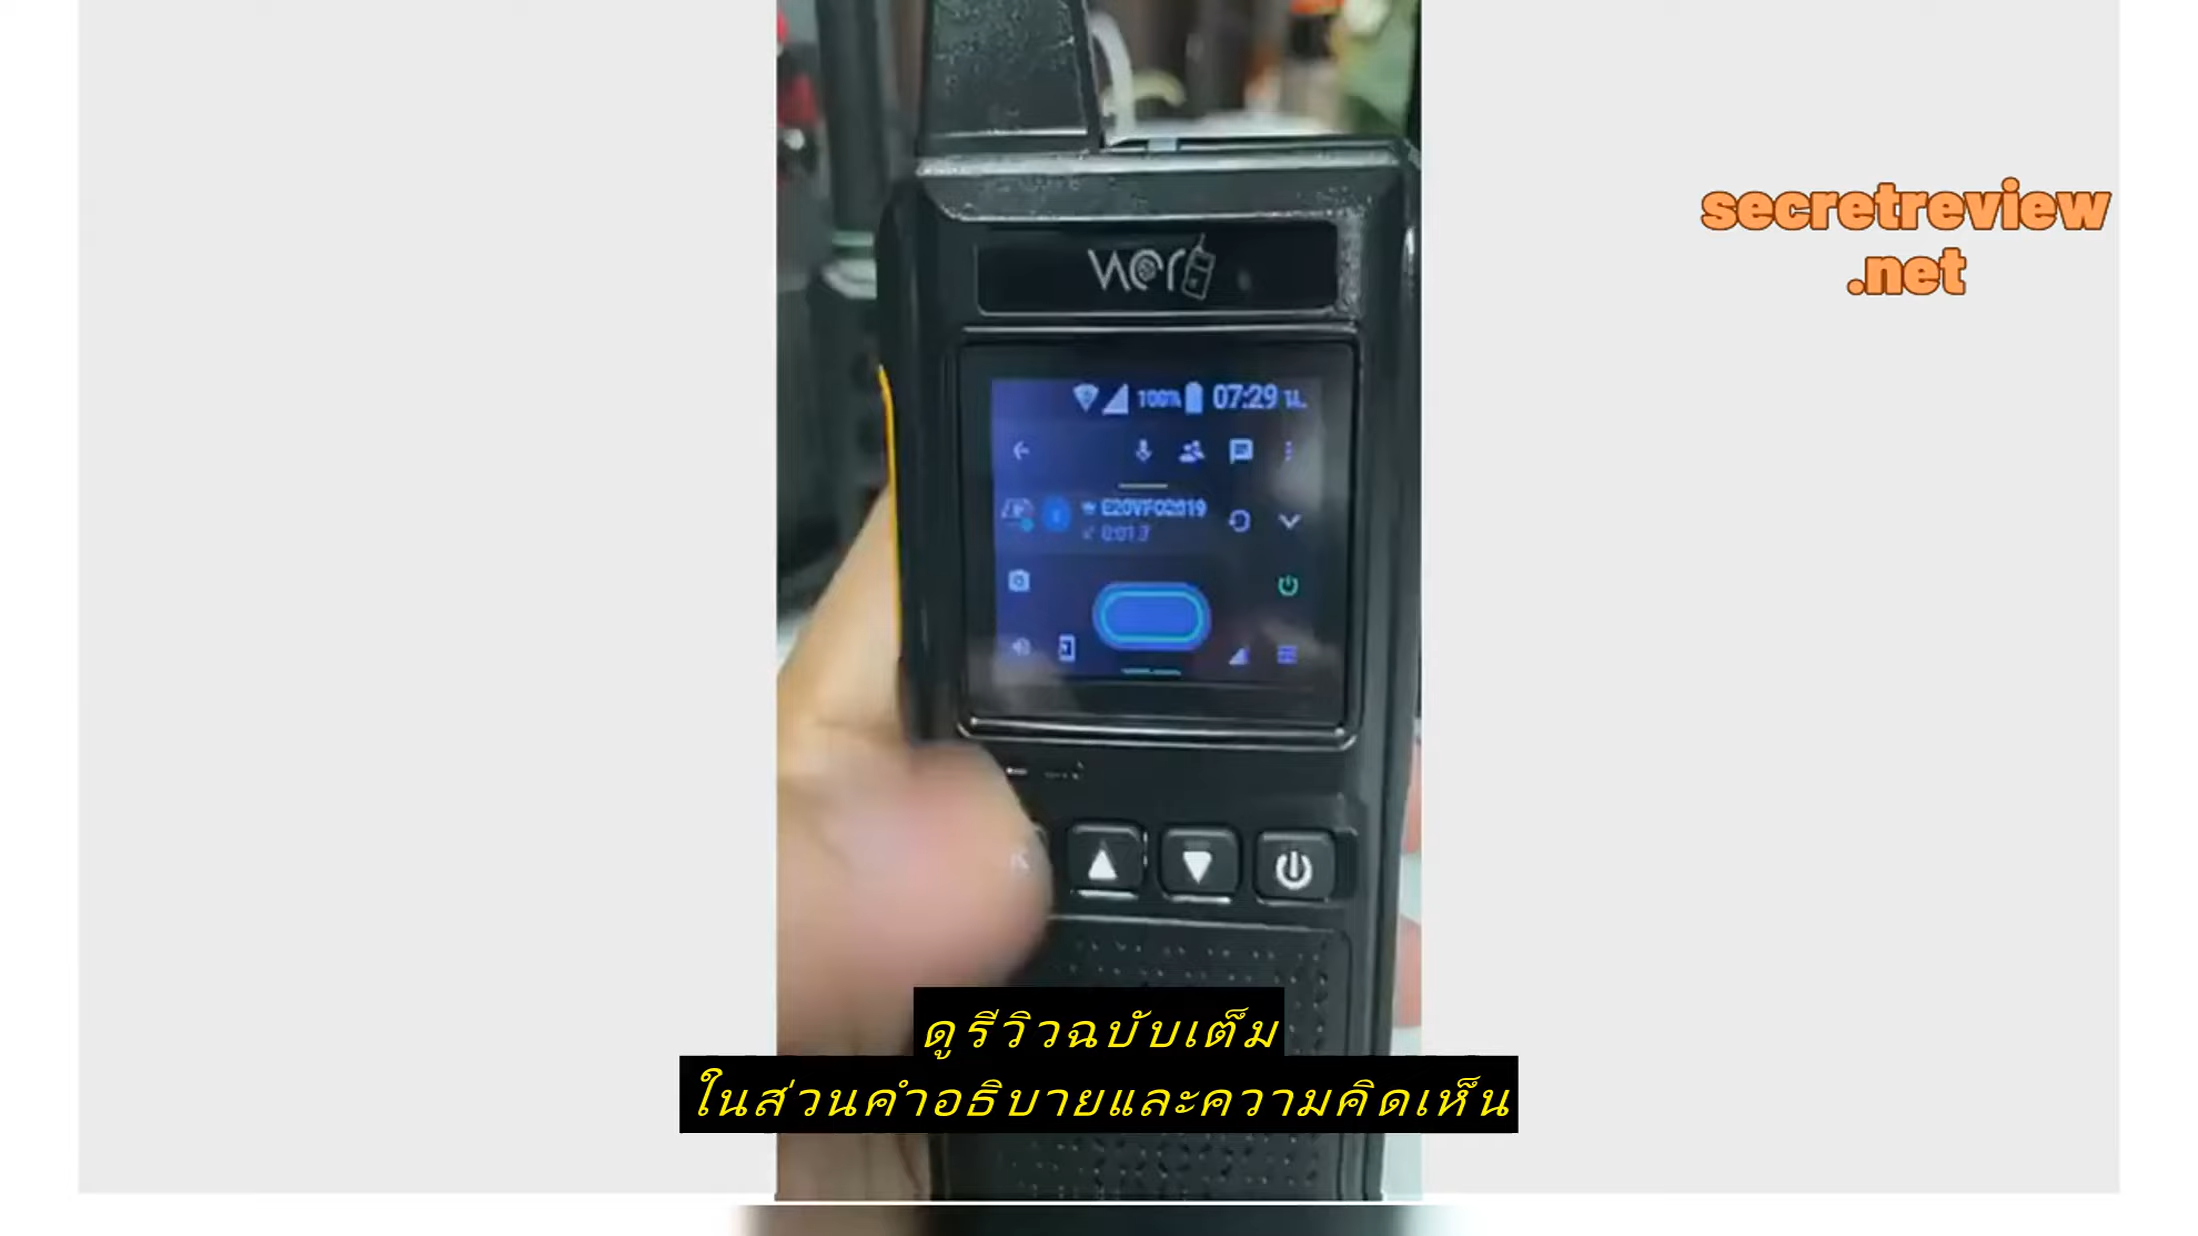 secretreview
.net
100% 07:29 น.
E20VF02619
ดูรีวิวฉบับเต็ม
ในส่วนคำอธิบายและความคิดเห็น